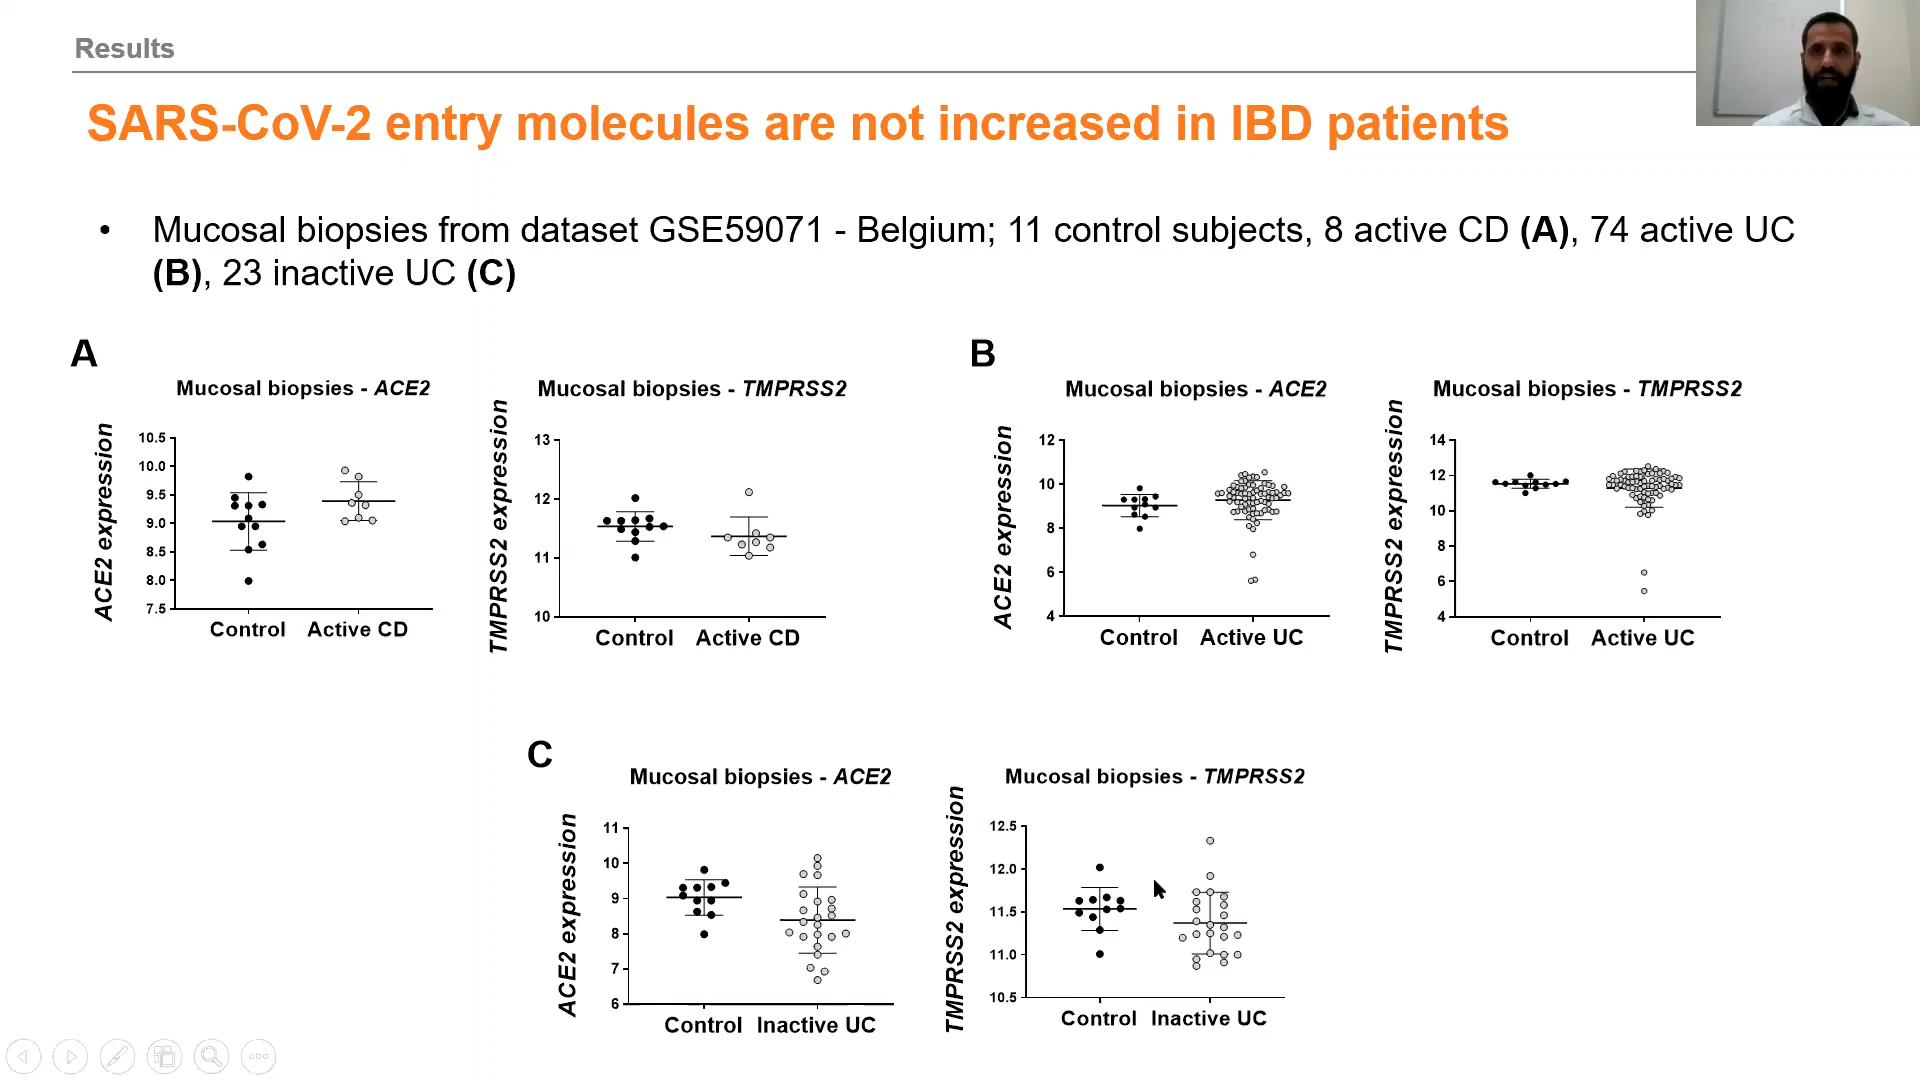 Results
SARS-CoV-2 entry molecules are not increased in IBD patients
• Mucosal biopsies from dataset GSE59071 - Belgium; 11 control subjects, 8 active CD (A), 74 active UC
(B), 23 inactive UC (C)
A
Mucosal biopsies - ACE2
ACE2 expression
10.5
10.0
9.5
9.0
8.5
8.0
7.5
Control Active CD
Mucosal biopsies - TMPRSS2
TMPRSS2 expression
13
12
11
10
Control Active CD
B
Mucosal biopsies - ACE2
ACE2 expression
12
10
8
6
4
Control Active UC
Mucosal biopsies - TMPRSS2
TMPRSS2 expression
14
12
10
8
6
4
Control Active UC
C
Mucosal biopsies - ACE2
ACE2 expression
11
10
9
8
7
6
Control Inactive UC
Mucosal biopsies - TMPRSS2
TMPRSS2 expression
12.5
12.0
11.5
11.0
10.5
Control Inactive UC